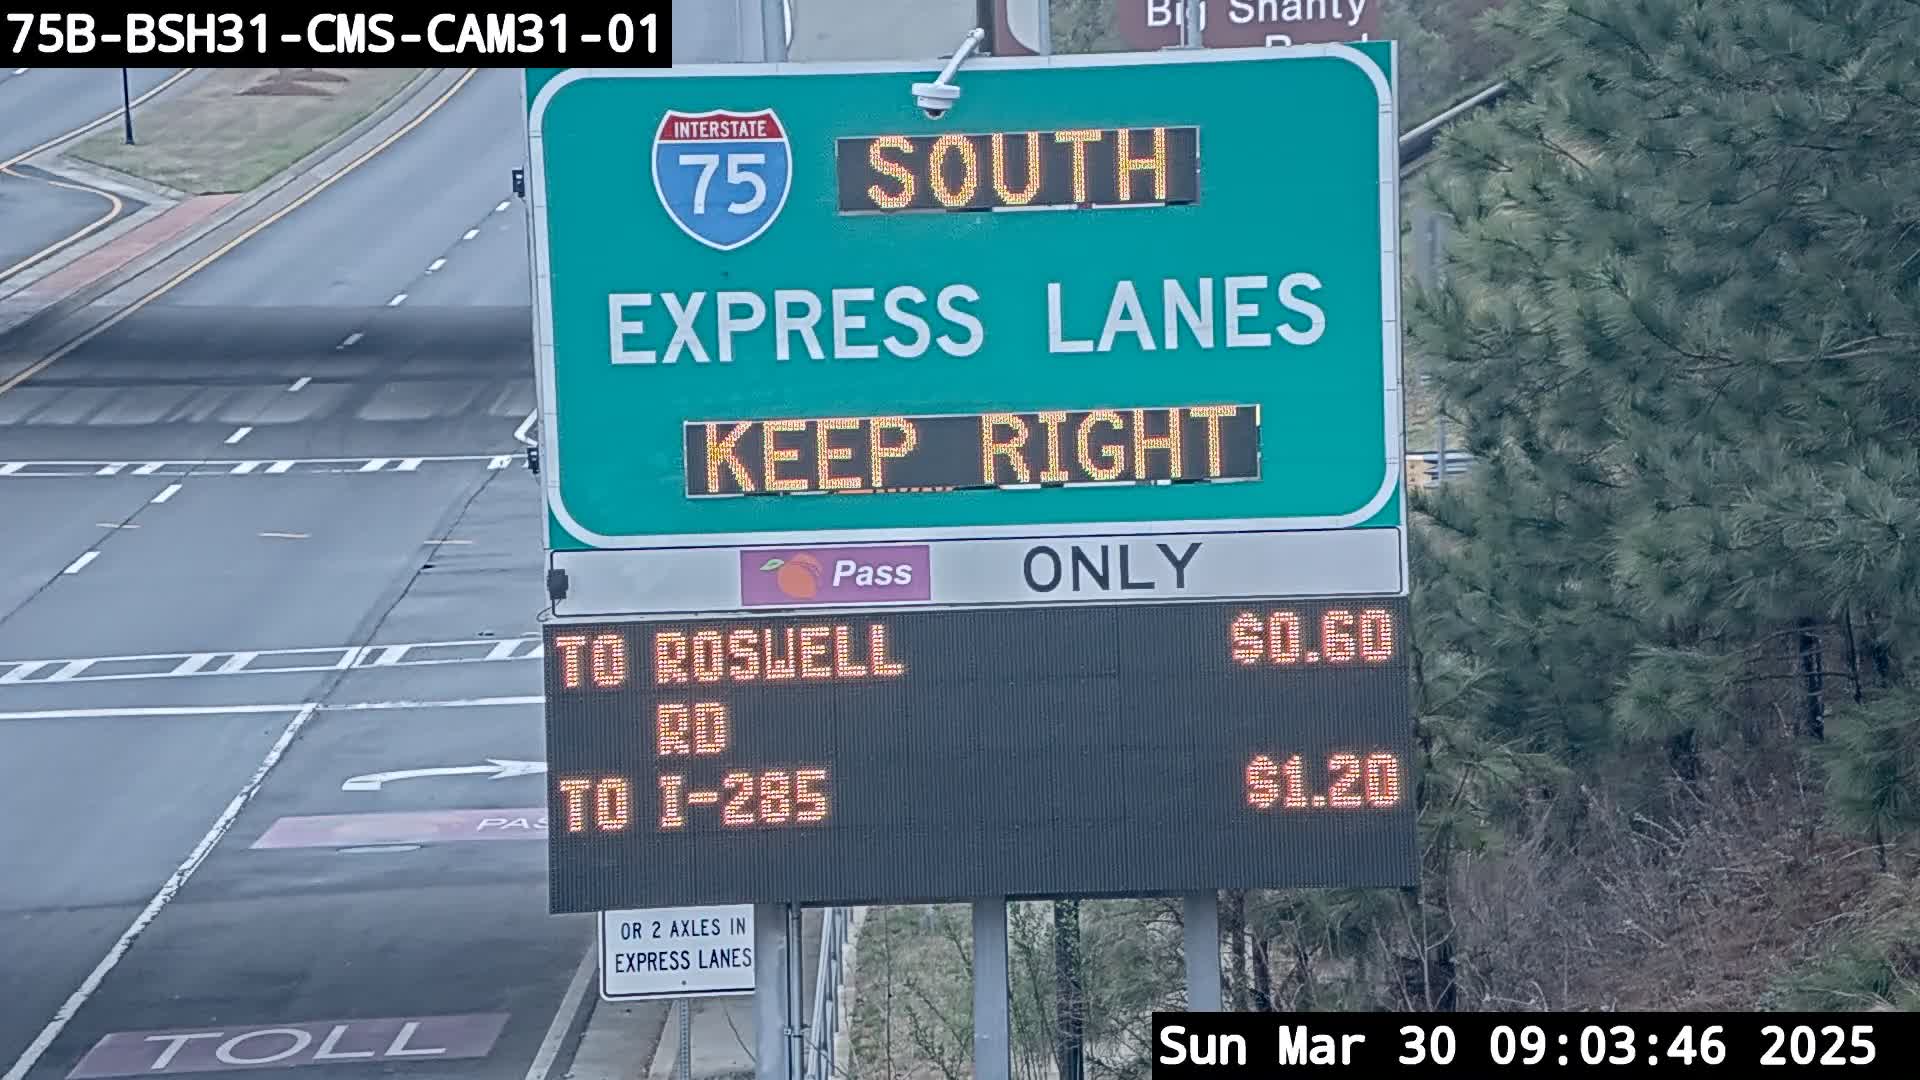 75B-BSH31-CMS-CAM31-01
Big Shanty
Road
INTERSTATE
75
SOUTH
EXPRESS LANES
KEEP RIGHT
Pass ONLY
TO ROSWELL $0.60
RD
TO I-285 $1.20
PAS
OR 2 AXLES IN
EXPRESS LANES
TOLL
Sun Mar 30 09:03:46 2025